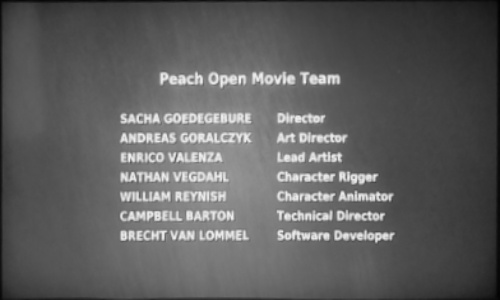 Peach Open Movie Team
SACHA GOEDEGEBURE Director
ANDREAS GORALCZYK Art Director
ENRICO VALENZA Lead Artist
NATHAN VEGDAHL Character Rigger
WILLIAM REYNISH Character Animator
CAMPBELL BARTON Technical Director
BRECHT VAN LOMMEL Software Developer